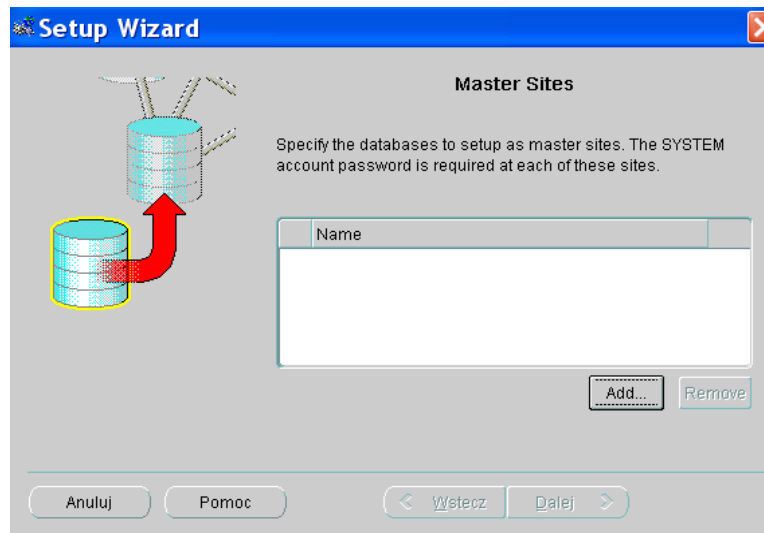 Setup Wizard
Master Sites
Specify the databases to setup as master sites. The SYSTEM
account password is required at each of these sites.
Name
Add... Remove
Anuluj Pomoc Wstecz Dalej